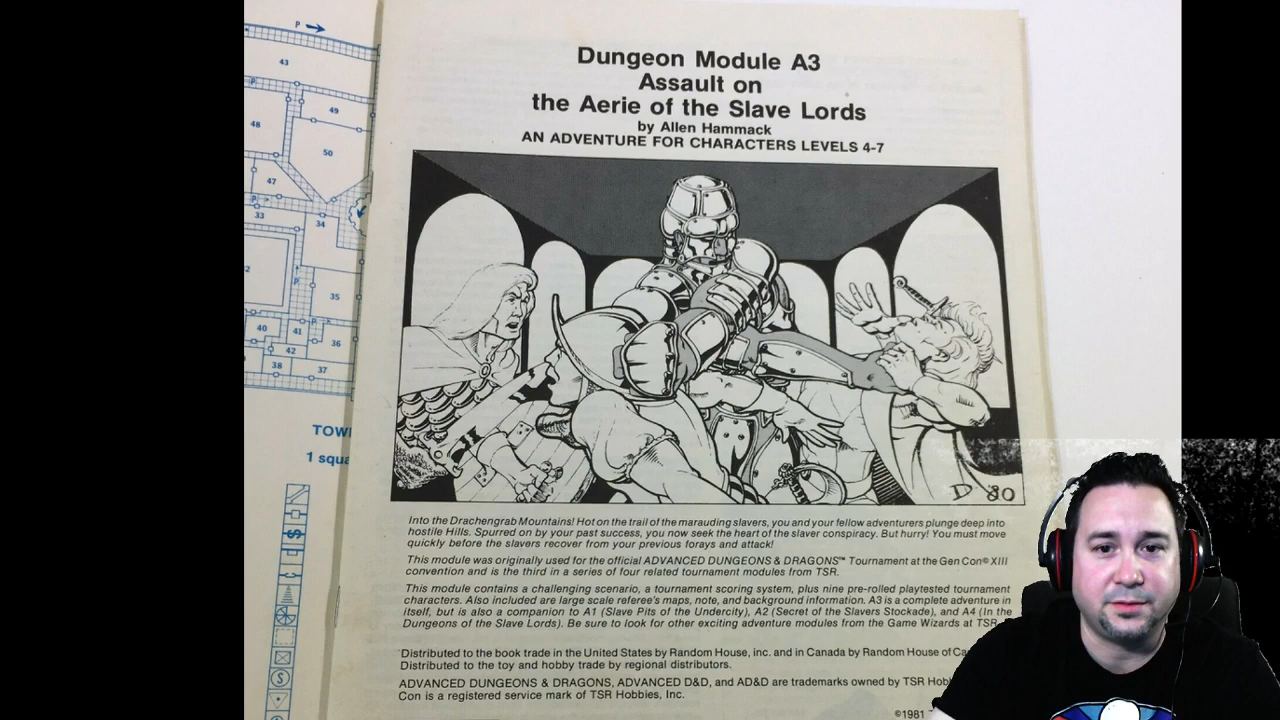 P
43
49
48
50
47
P
33
34
P
35
P
40
41
36
42
38
37
TOW
1 squa
S
S
Dungeon Module A3
Assault on
the Aerie of the Slave Lords
by Allen Hammack
AN ADVENTURE FOR CHARACTERS LEVELS 4-7
D '80
Into the Drachengrab Mountains! Hot on the trail of the marauding slavers, you and your fellow adventurers plunge deep into
hostile Hills. Spurred on by your past success, you now seek the heart of the slaver conspiracy. But hurry! You must move
quickly before the slavers recover from your previous forays and attack!
This module was originally used for the official ADVANCED DUNGEONS & DRAGONS™ Tournament at the Gen Con® XIII
convention and is the third in a series of four related tournament modules from TSR.
This module contains a challenging scenario, a tournament scoring system, plus nine pre-rolled playtested tournament
characters. Also included are large scale referee's maps, note, and background information. A3 is a complete adventure in
Itself, but is also a companion to A1 (Slave Pits of the Undercity), A2 (Secret of the Slavers Stockade), and A4 (In the
Dungeons of the Slave Lords). Be sure to look for other exciting adventure modules from the Game Wizards at TSR.
Distributed to the book trade in the United States by Random House, inc. and in Canada by Random House of Ca
Distributed to the toy and hobby trade by regional distributors.
ADVANCED DUNGEONS & DRAGONS, ADVANCED D&D, and AD&D are trademarks owned by TSR Hob
Con is a registered service mark of TSR Hobbies, Inc.
©1981